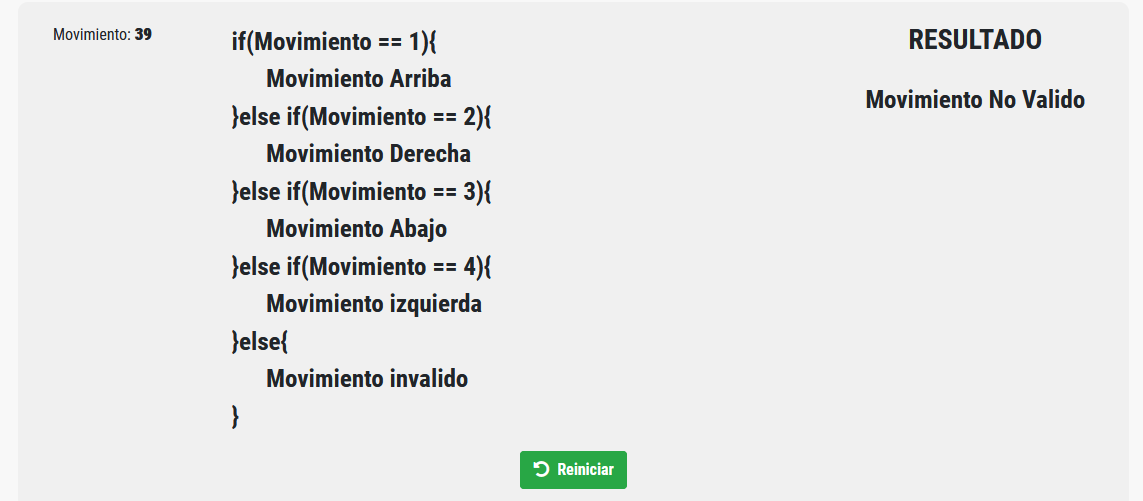 Movimiento: 39
if(Movimiento == 1){
Movimiento Arriba
}else if(Movimiento == 2){
Movimiento Derecha
}else if(Movimiento == 3){
Movimiento Abajo
}else if(Movimiento == 4){
Movimiento izquierda
}else{
Movimiento invalido
}
RESULTADO
Movimiento No Valido
Reiniciar